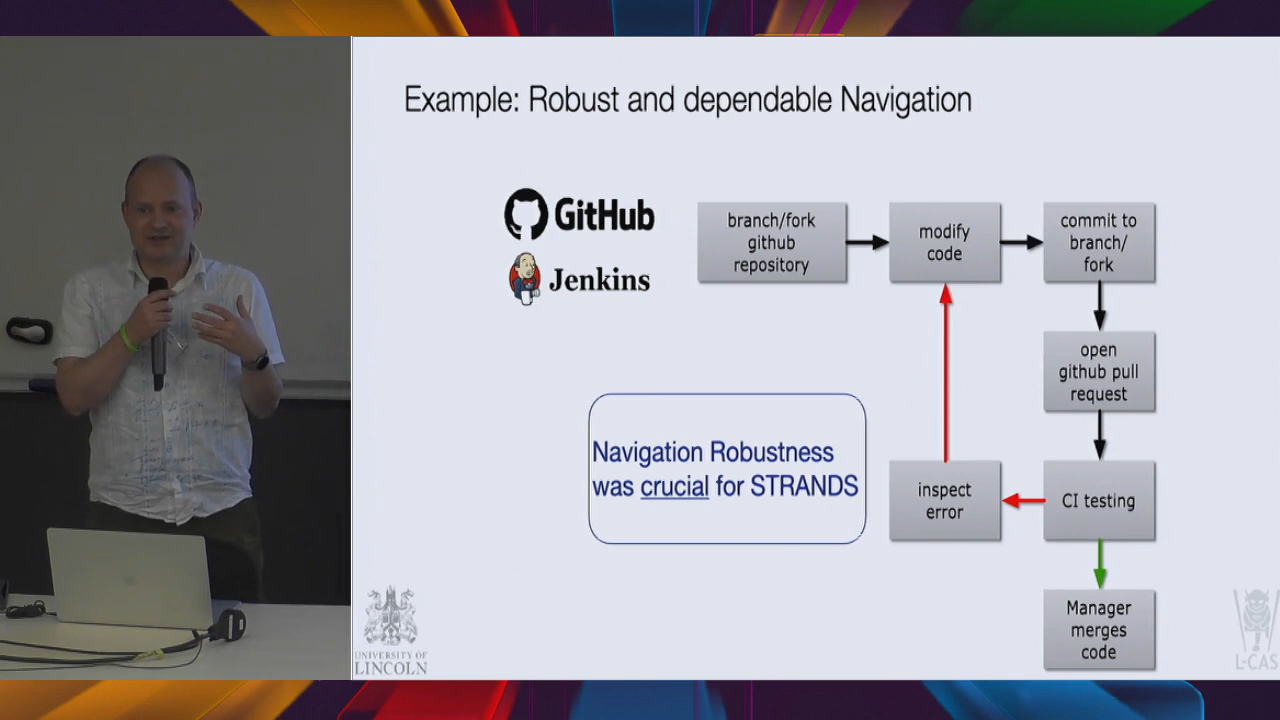 Example: Robust and dependable Navigation
GitHub
Jenkins
branch/fork
github
repository
modify
code
commit to
branch/
fork
open
github pull
request
CI testing
inspect
error
Manager
merges
code
Navigation Robustness
was crucial for STRANDS
UNIVERSITY OF
LINCOLN
L-CAS